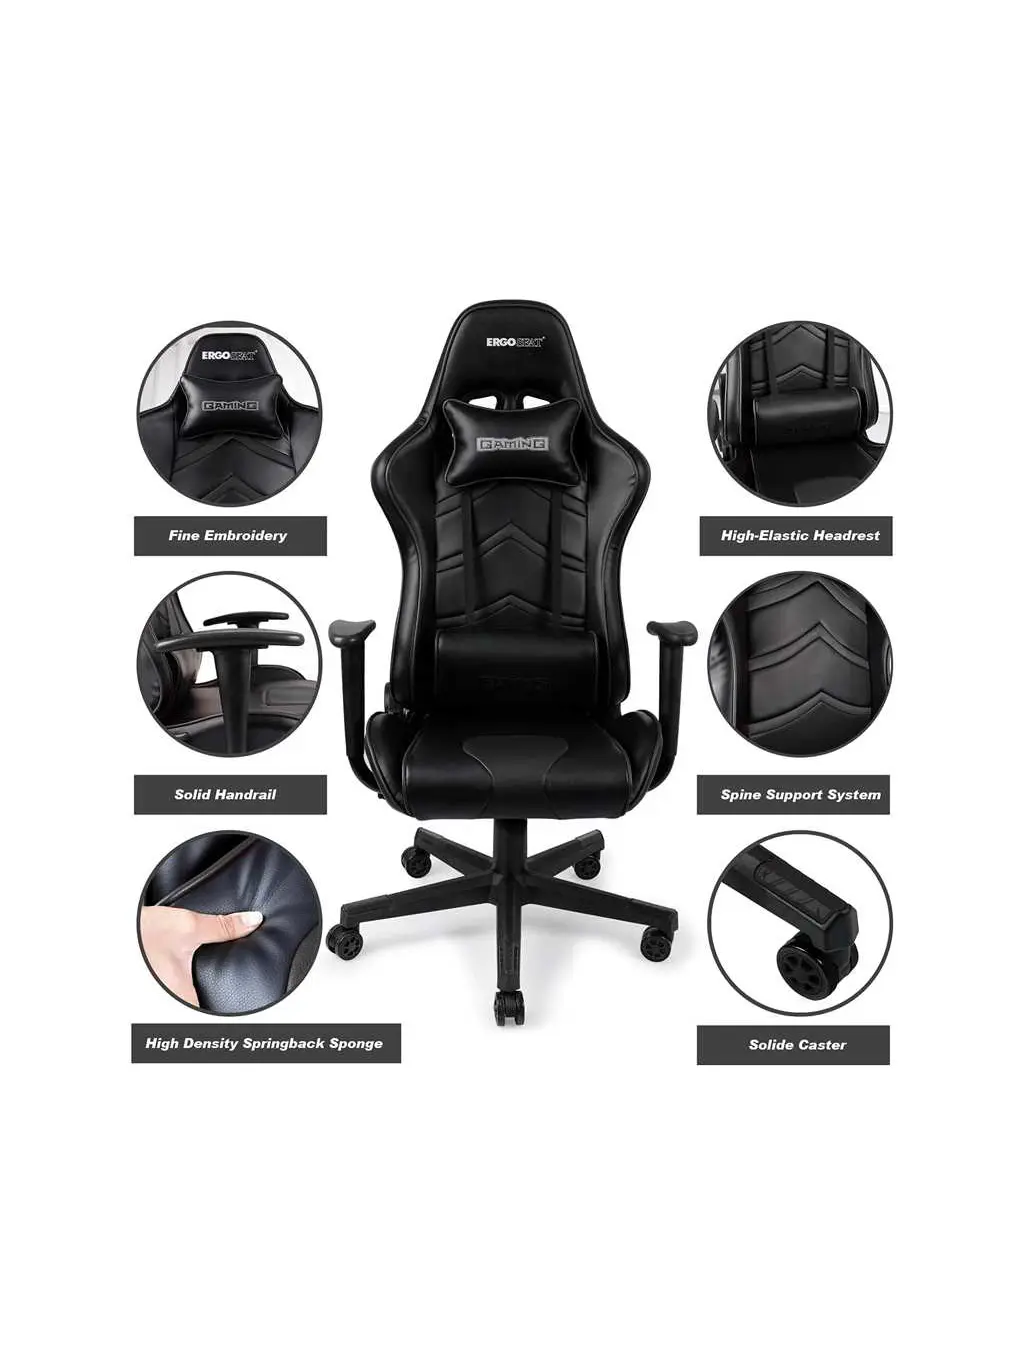 ERGOSEAT
GAMING
Fine Embroidery
Solid Handrail
High Density Springback Sponge
ERGOSEAT
GAMING
High-Elastic Headrest
Spine Support System
Solide Caster